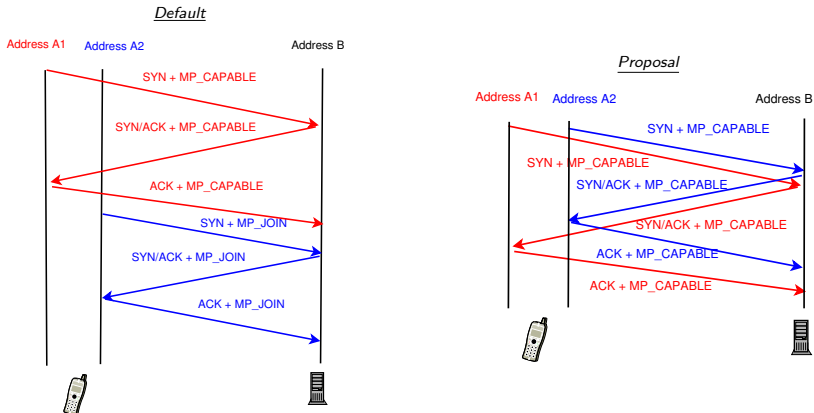 Default
Address A1
Address A2
Address B
SYN + MP_CAPABLE
SYN/ACK + MP_CAPABLE
ACK + MP_CAPABLE
SYN + MP_JOIN
SYN/ACK + MP_JOIN
ACK + MP_JOIN
Proposal
Address A1
Address A2
Address B
SYN + MP_CAPABLE
SYN + MP_CAPABLE
SYN/ACK + MP_CAPABLE
SYN/ACK + MP_CAPABLE
ACK + MP_CAPABLE
ACK + MP_CAPABLE